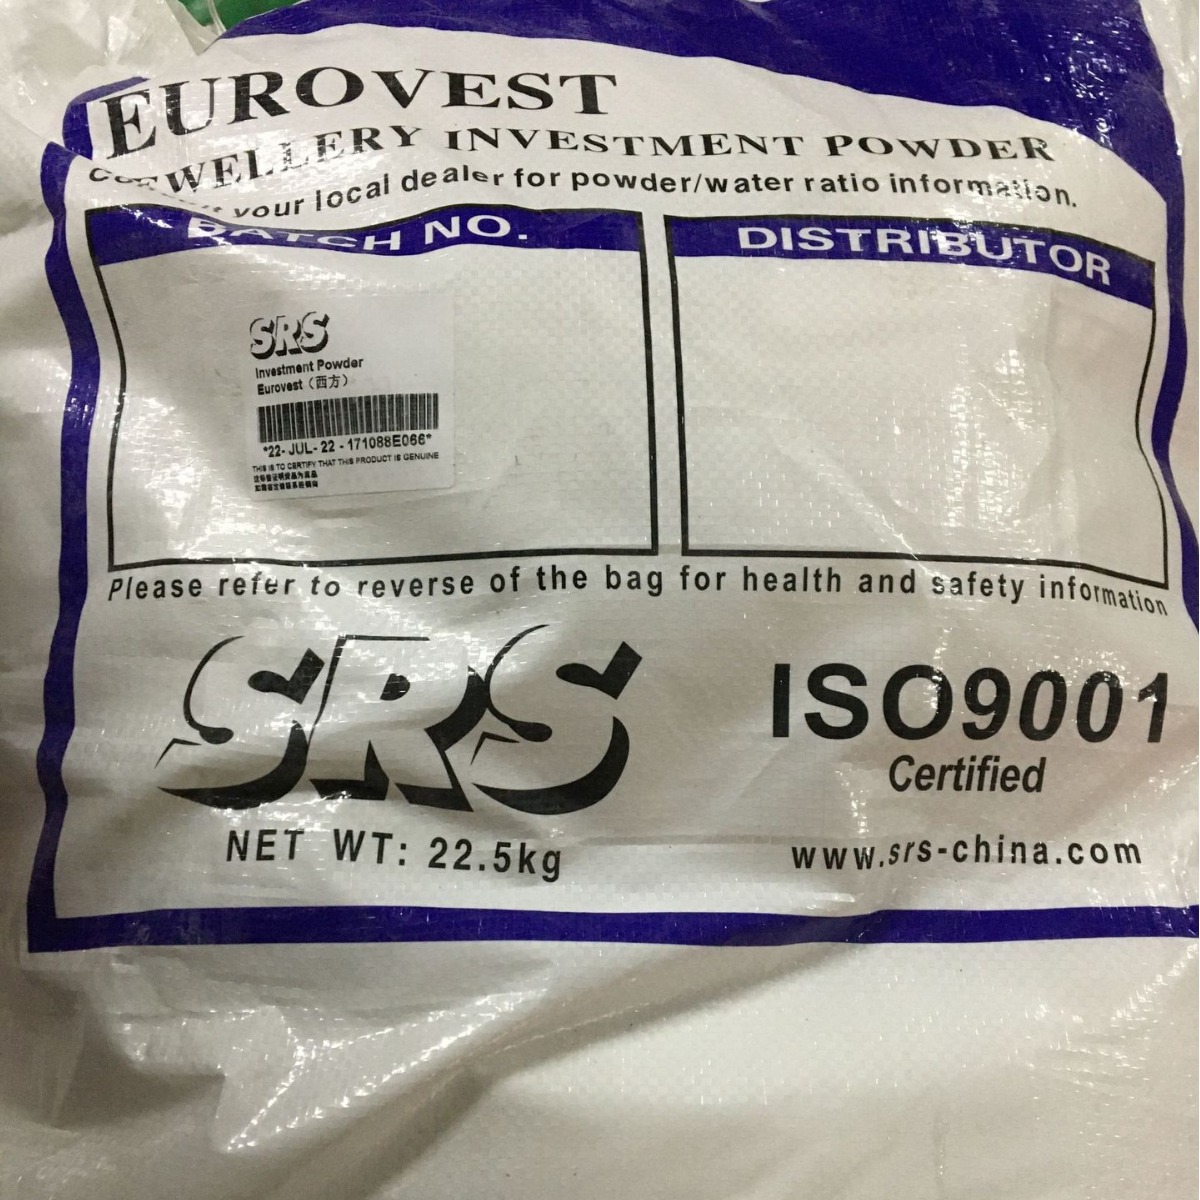 EUROVEST
JEWELLERY INVESTMENT POWDER
your local dealer for powder/water ratio information.
BATCH NO.
DISTRIBUTOR
SRS
Investment Powder
Eurovest (西方)
*22-JUL-22-171088E066*
THIS IS TO CERTIFY THAT THIS PRODUCT IS GENUINE
Please refer to reverse of the bag for health and safety information
SRS
ISO9001
Certified
NET WT: 22.5kg
www.srs-china.com